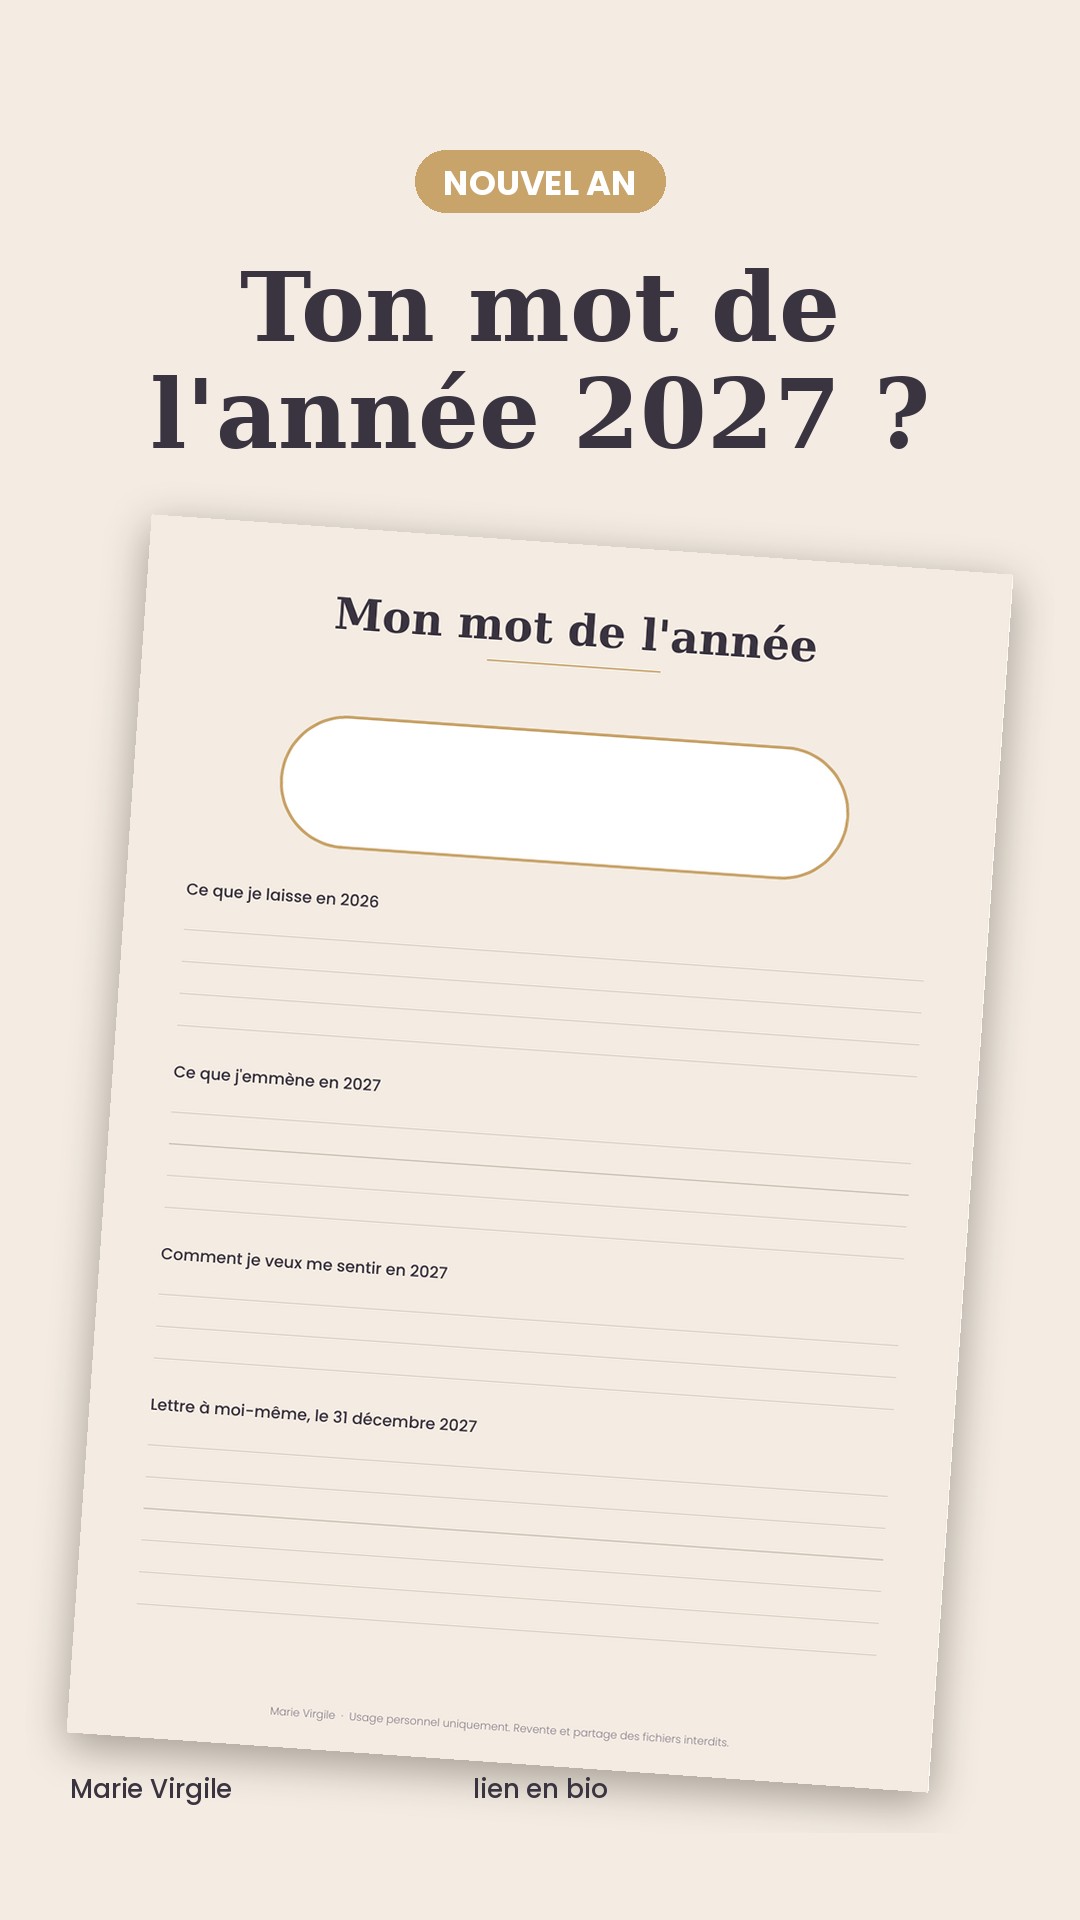 NOUVEL AN
Ton mot de
l'année 2027 ?
Mon mot de l'année
Ce que je laisse en 2026
Ce que j'emmène en 2027
Comment je veux me sentir en 2027
Lettre à moi-même, le 31 décembre 2027
Marie Virgile · Usage personnel uniquement. Revente et partage des fichiers interdits.
Marie Virgile
lien en bio